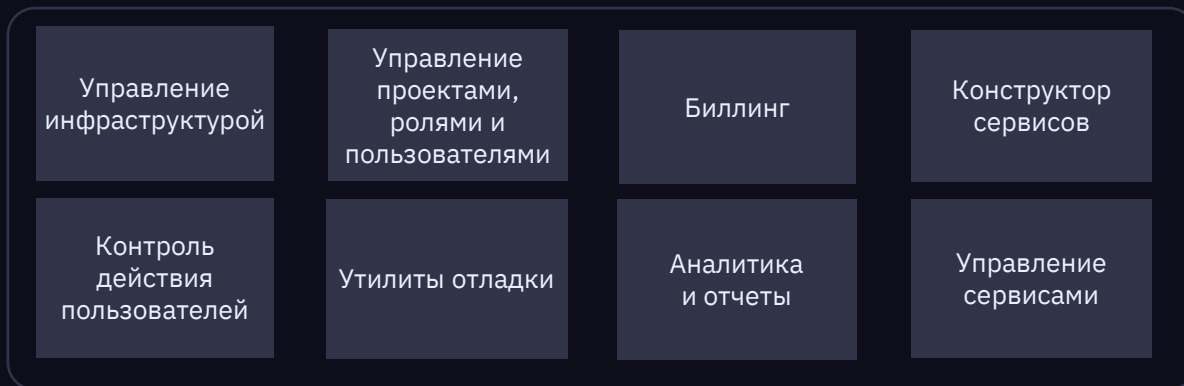 Управление
инфраструктурой
Управление
проектами,
ролями и
пользователями
Биллинг
Конструктор
сервисов
Контроль
действия
пользователей
Утилиты отладки
Аналитика
и отчеты
Управление
сервисами